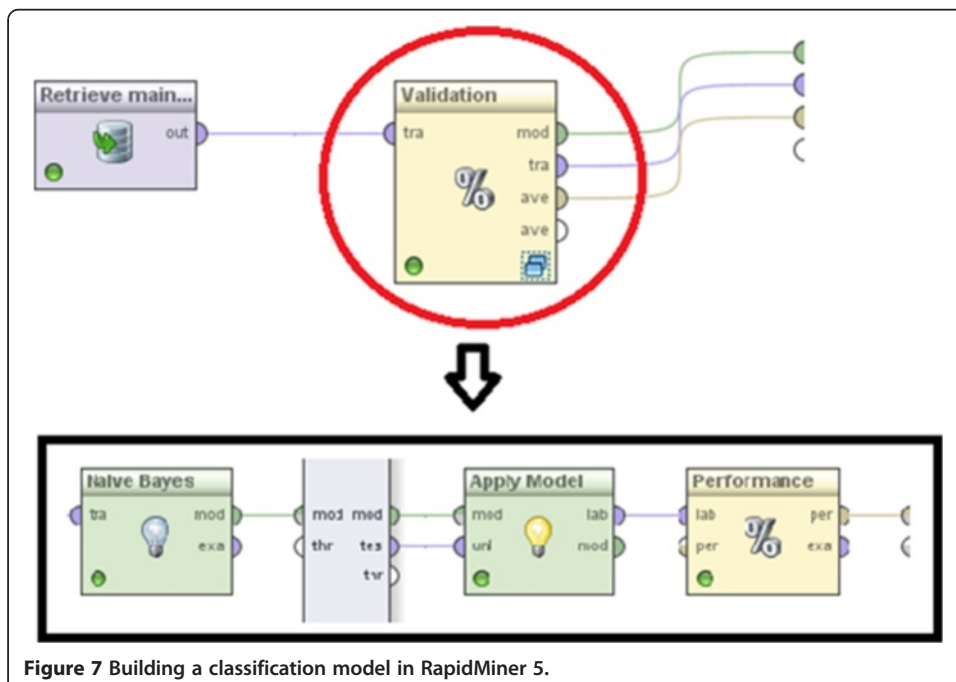 Retrieve main...
out
Validation
tra
mod
tra
ave
ave
%
Naive Bayes
tra
mod
exa
mod
thr
mod
tes
thr
Apply Model
mod
unl
lab
mod
Performance
lab
per
%
per
exa
Figure 7 Building a classification model in RapidMiner 5.